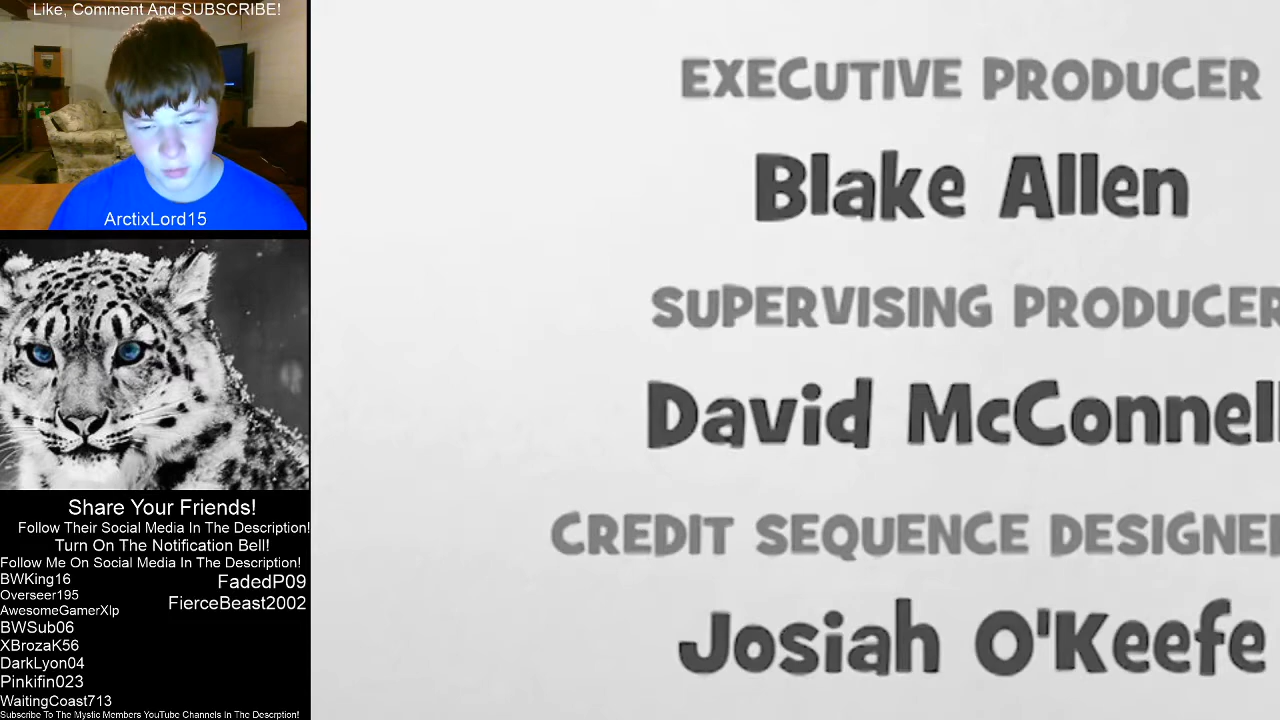 Like, Comment And SUBSCRIBE!
ArctixLord15
Share Your Friends!
Follow Their Social Media In The Description!
Turn On The Notification Bell!
Follow Me On Social Media In The Description!
BWKing16
Overseer195
AwesomeGamerXlp
BWSub06
XBrozaK56
DarkLyon04
Pinkifin023
WaitingCoast713
FadedP09
FierceBeast2002
Subscribe To The Mystic Members YouTube Channels In The Descrption!
EXECUTIVE PRODUCER
Blake Allen
SUPERVISING PRODUCER
David McConnell
CREDIT SEQUENCE DESIGNE
Josiah O'Keefe